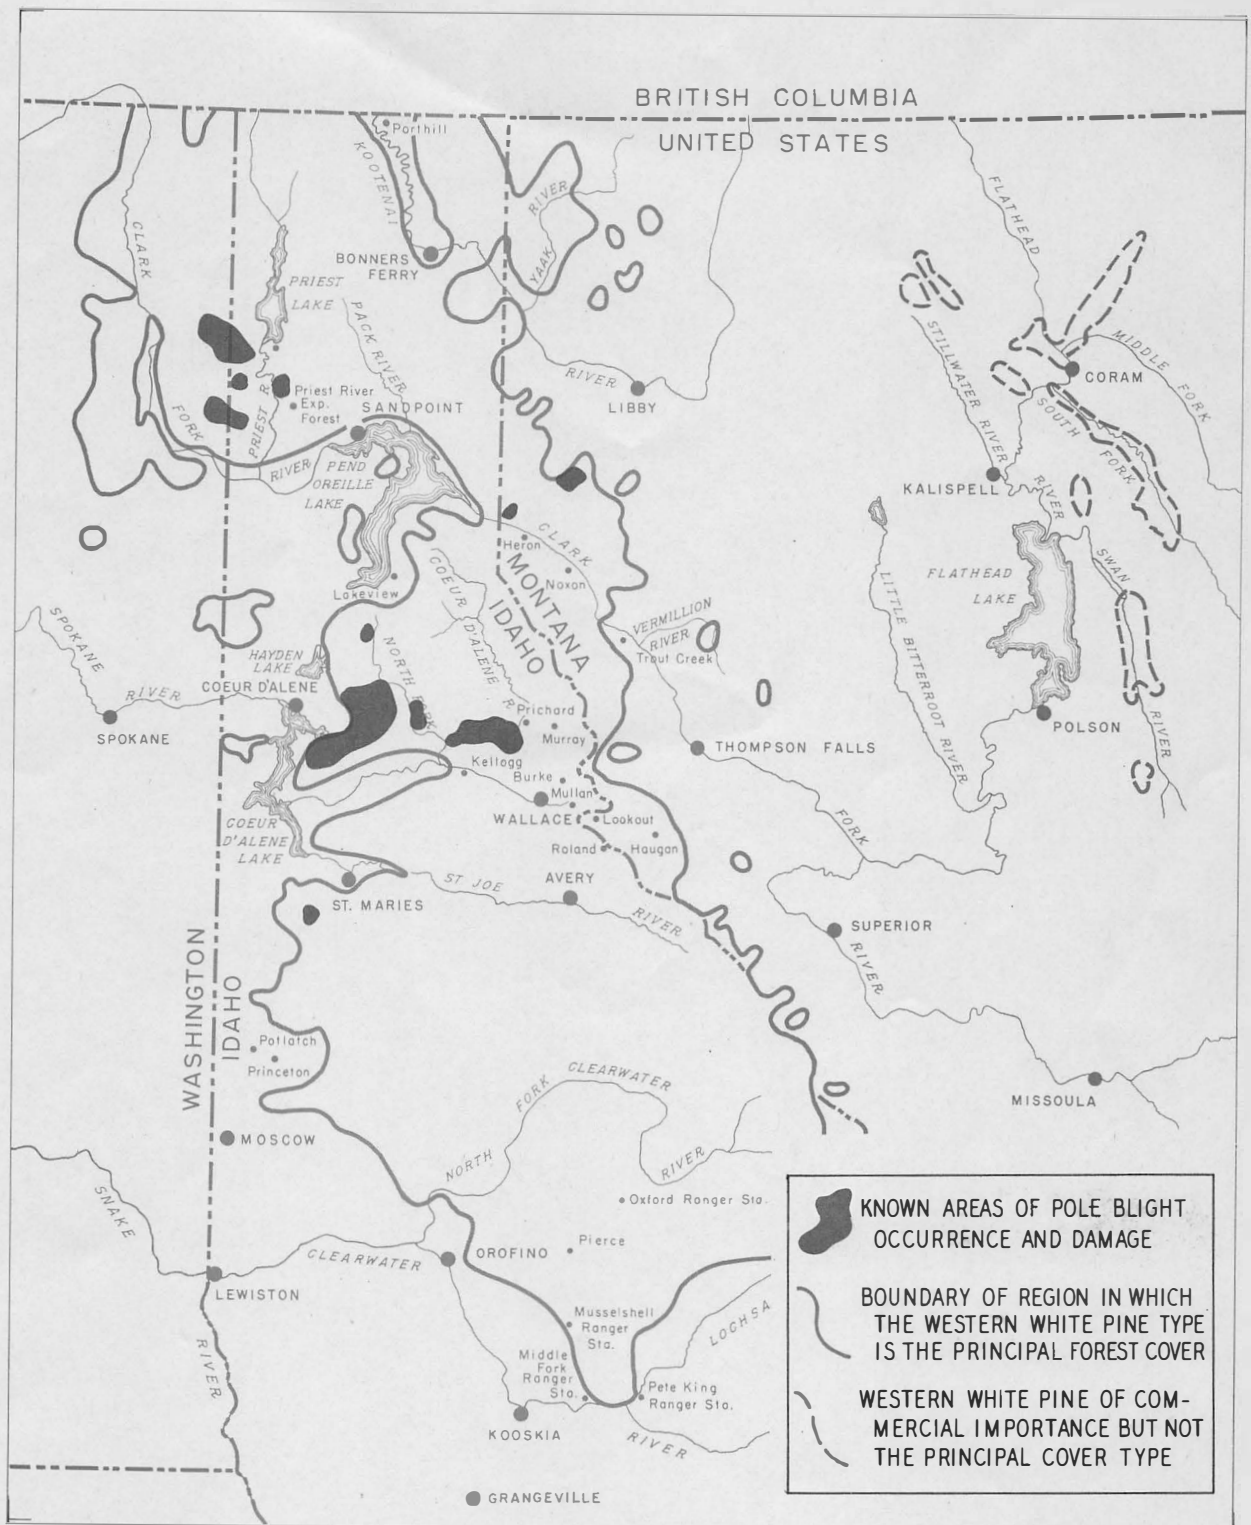 BRITISH COLUMBIA
UNITED STATES
Porthill
KOOTENAI
BONNERS
FERRY
YAAK
RIVER
FLATHEAD
CLARK
PRIEST
LAKE
PACK RIVER
STILLWATER
RIVER
MIDDLE
FORK
CORAM
SOUTH
FORK
RIVER
LIBBY
Priest River
Exp.
Forest
PRIEST R.
SANDPOINT
FORK
RIVER
PEND
OREILLE
LAKE
KALISPELL
RIVER
Heron
CLARK
Noxon
MONTANA
IDAHO
COEUR
D'ALENE
R.
Lakeview
FLATHEAD
LAKE
SWAN
RIVER
LITTLE BITTERROOT RIVER
VERMILLION
RIVER
Trout Creek
SPOKANE
RIVER
SPOKANE
HAYDEN
LAKE
COEUR D'ALENE
NORTH FORK
Prichard
Murray
POLSON
THOMPSON FALLS
Kellogg
Burke
Mullan
WALLACE
Lookout
Roland
Haugan
FORK
COEUR
D'ALENE
LAKE
ST. MARIES
ST JOE
RIVER
AVERY
SUPERIOR
RIVER
WASHINGTON
IDAHO
Potlatch
Princeton
MOSCOW
MISSOULA
NORTH
FORK
CLEARWATER
RIVER
Oxford Ranger Sta.
Pierce
SNAKE
RIVER
CLEARWATER
OROFINO
LEWISTON
Musselshell
Ranger
Sta.
LOCHSA
Middle
Fork
Ranger
Sta.
Pete King
Ranger Sta.
KOOSKIA
RIVER
GRANGEVILLE
KNOWN AREAS OF POLE BLIGHT
OCCURRENCE AND DAMAGE
BOUNDARY OF REGION IN WHICH
THE WESTERN WHITE PINE TYPE
IS THE PRINCIPAL FOREST COVER
WESTERN WHITE PINE OF COM-
MERCIAL IMPORTANCE BUT NOT
THE PRINCIPAL COVER TYPE